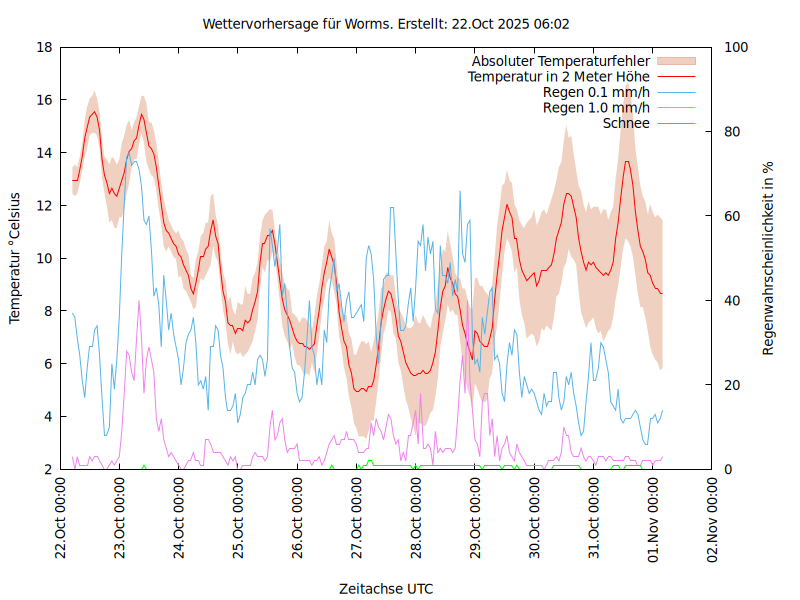 Wettervorhersage für Worms. Erstellt: 22.Oct 2025 06:02
Absoluter Temperaturfehler
Temperatur in 2 Meter Höhe
Regen 0.1 mm/h
Regen 1.0 mm/h
Schnee
Temperatur °Celsius
18
16
14
12
10
8
6
4
2
100
80
60
40
20
0
Regenwahrscheinlichkeit in %
22.Oct 00:00
23.Oct 00:00
24.Oct 00:00
25.Oct 00:00
26.Oct 00:00
27.Oct 00:00
28.Oct 00:00
29.Oct 00:00
30.Oct 00:00
31.Oct 00:00
01.Nov 00:00
02.Nov 00:00
Zeitachse UTC